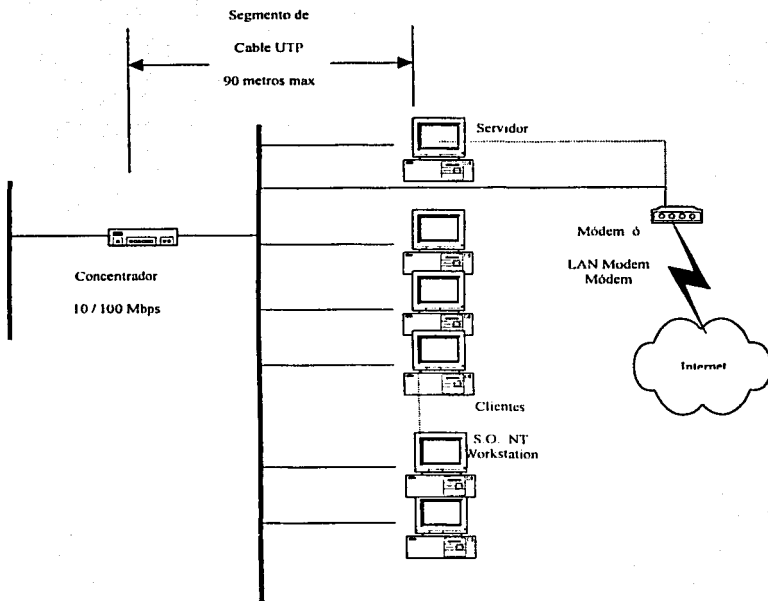 Segmento de
Cable UTP
90 metros max
Servidor
Módem ó
LAN Modem
Módem
Concentrador
10 / 100 Mbps
Internet
Clientes
S.O. NT
Workstation